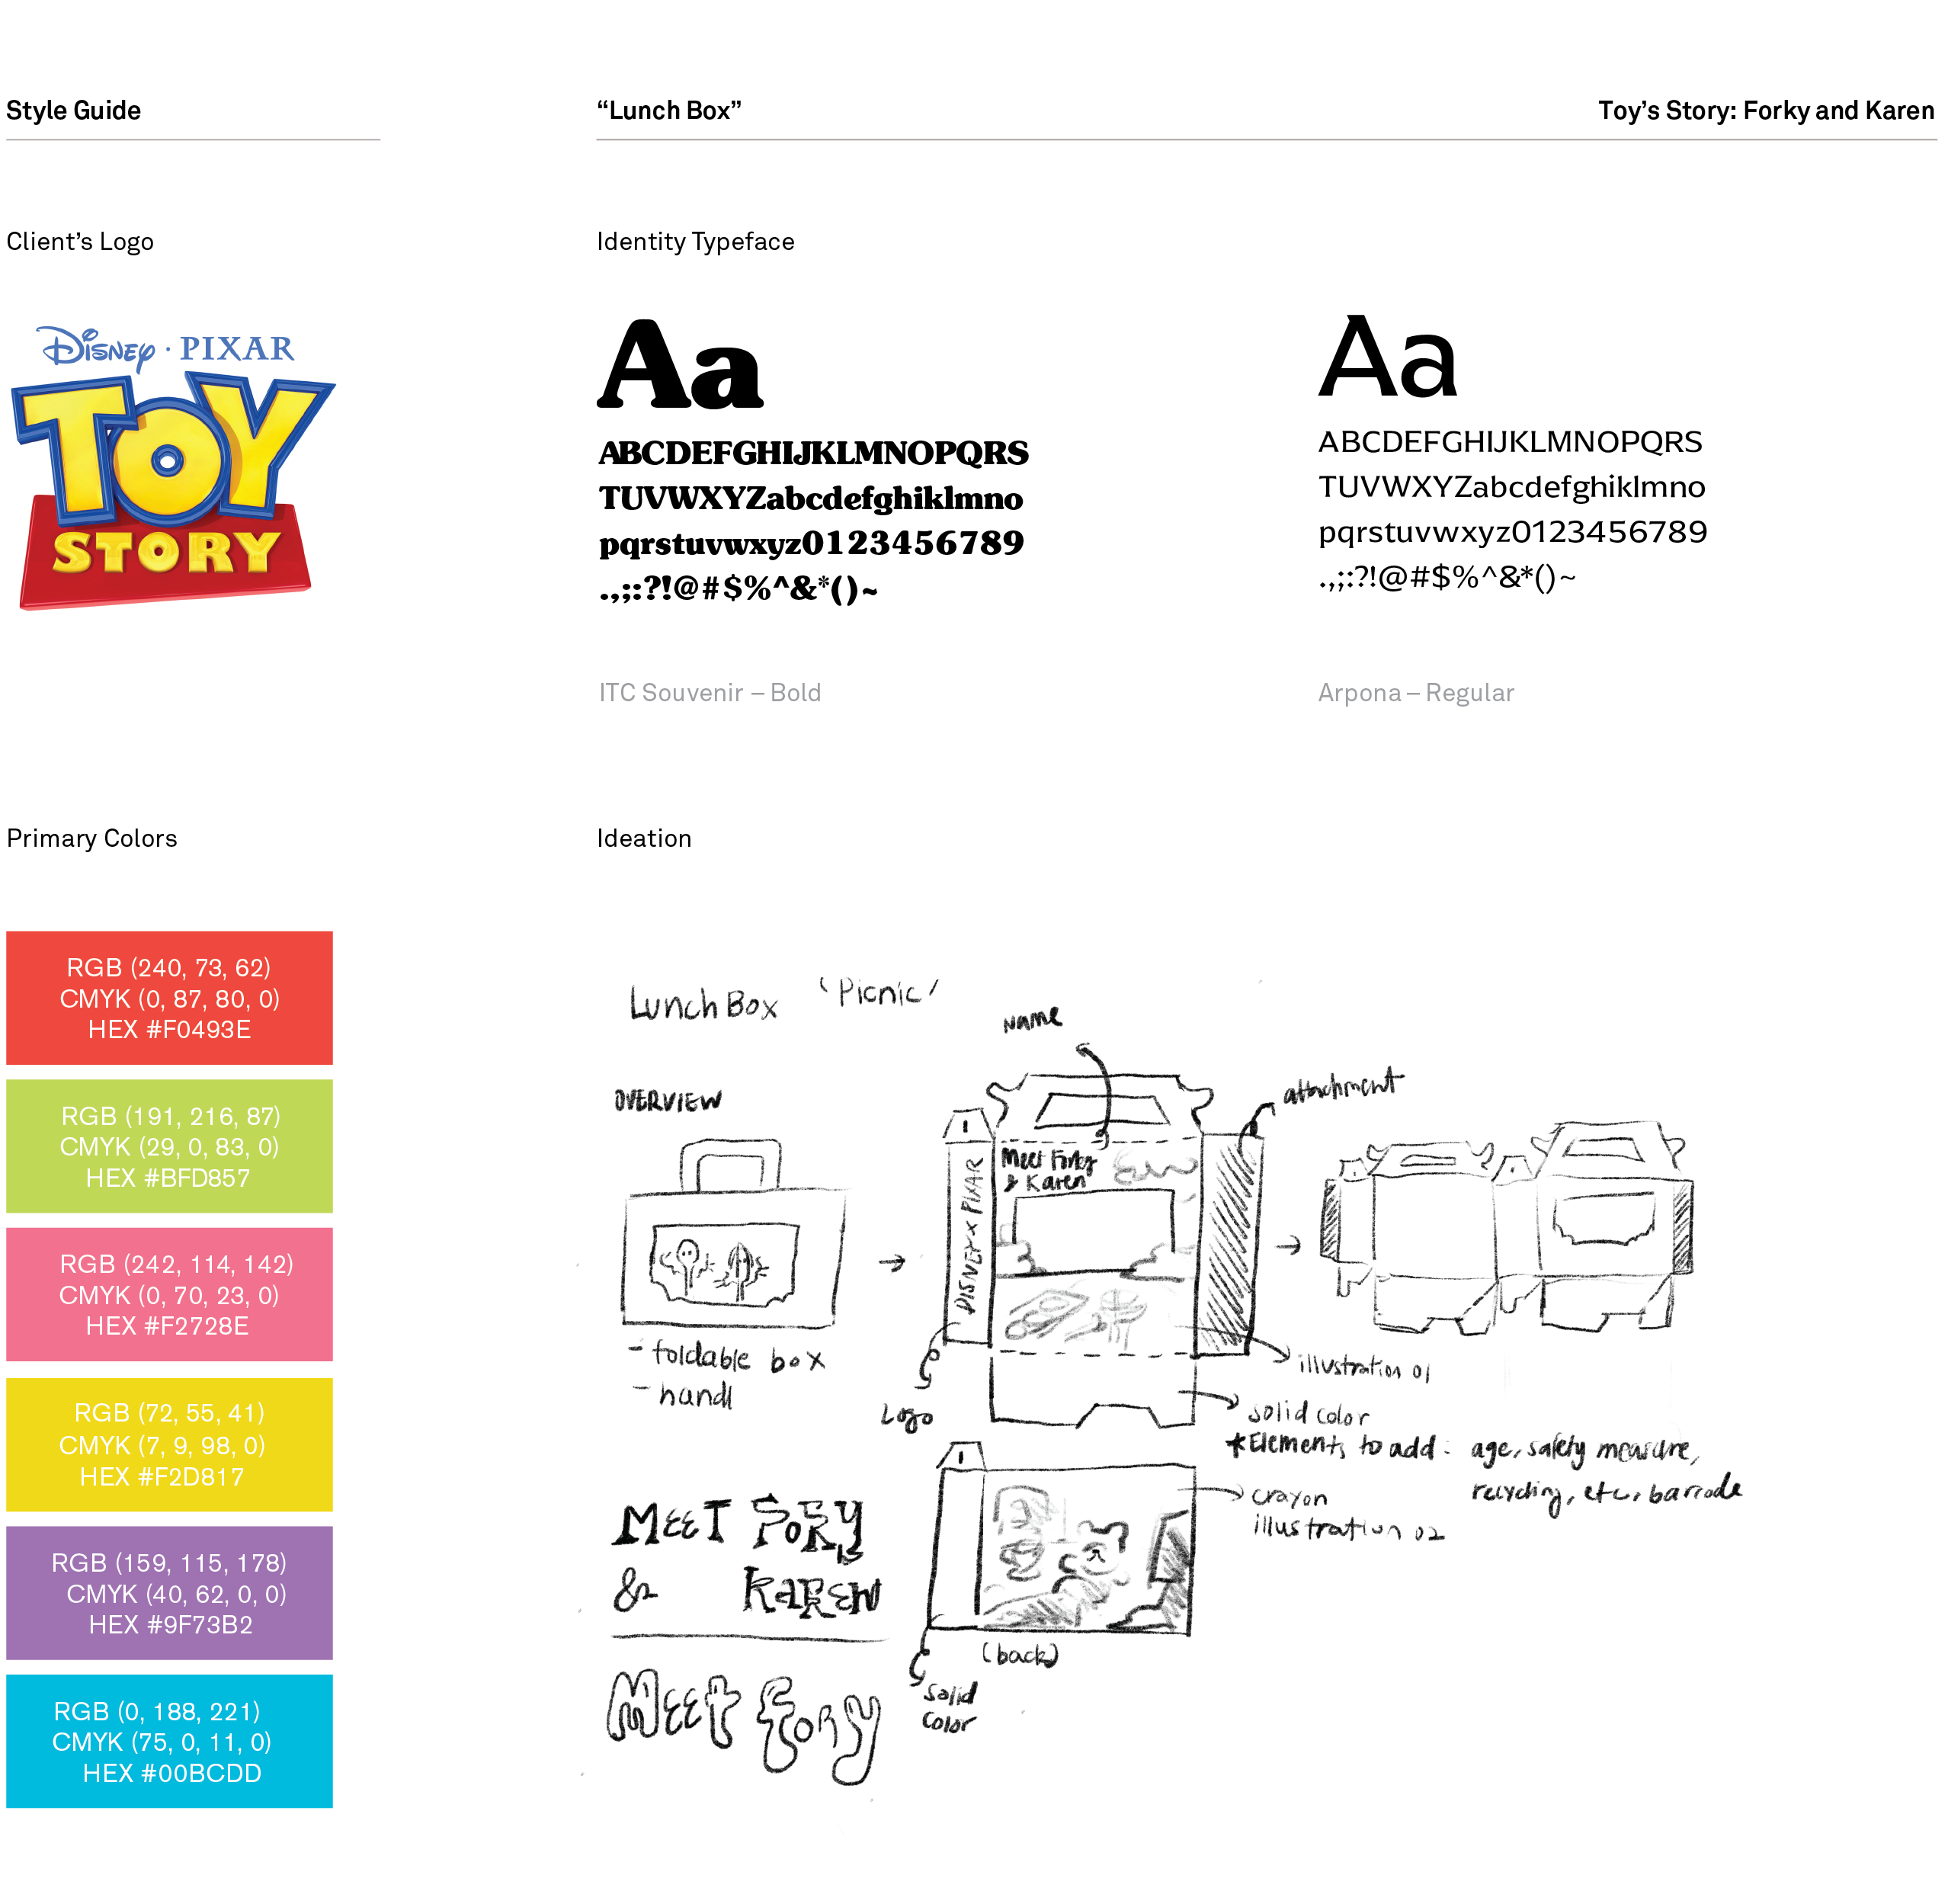 Style Guide
“Lunch Box”
Toy’s Story: Forky and Karen
Client’s Logo
DISNEY · PIXAR
TOY
STORY
Identity Typeface
Aa
ABCDEFGHIJKLMNOPQRS
TUVWXYZabcdefghiklmno
pqrstuvwxyz0123456789
.,;:?!@#$%^&*()~
ITC Souvenir – Bold
Aa
ABCDEFGHIJKLMNOPQRS
TUVWXYZabcdefghiklmno
pqrstuvwxyz0123456789
.,;:?!@#$%^&*()~
Arpona – Regular
Primary Colors
RGB (240, 73, 62)
CMYK (0, 87, 80, 0)
HEX #F0493E
RGB (191, 216, 87)
CMYK (29, 0, 83, 0)
HEX #BFD857
RGB (242, 114, 142)
CMYK (0, 70, 23, 0)
HEX #F2728E
RGB (72, 55, 41)
CMYK (7, 9, 98, 0)
HEX #F2D817
RGB (159, 115, 178)
CMYK (40, 62, 0, 0)
HEX #9F73B2
RGB (0, 188, 221)
CMYK (75, 0, 11, 0)
HEX #00BCDD
Ideation
Lunch Box ‘Picnic’
Name
attachment
OVERVIEW
Meet Forky
& Karen
DISNEY x PIXAR
- foldable box
- handl
Logo
illustration 01
solid color
*Elements to add: age, safety measure,
recycling, etc, barcode
crayon
illustration 02
(back)
solid
color
MEET FORY
& KAREN
MEEt fory